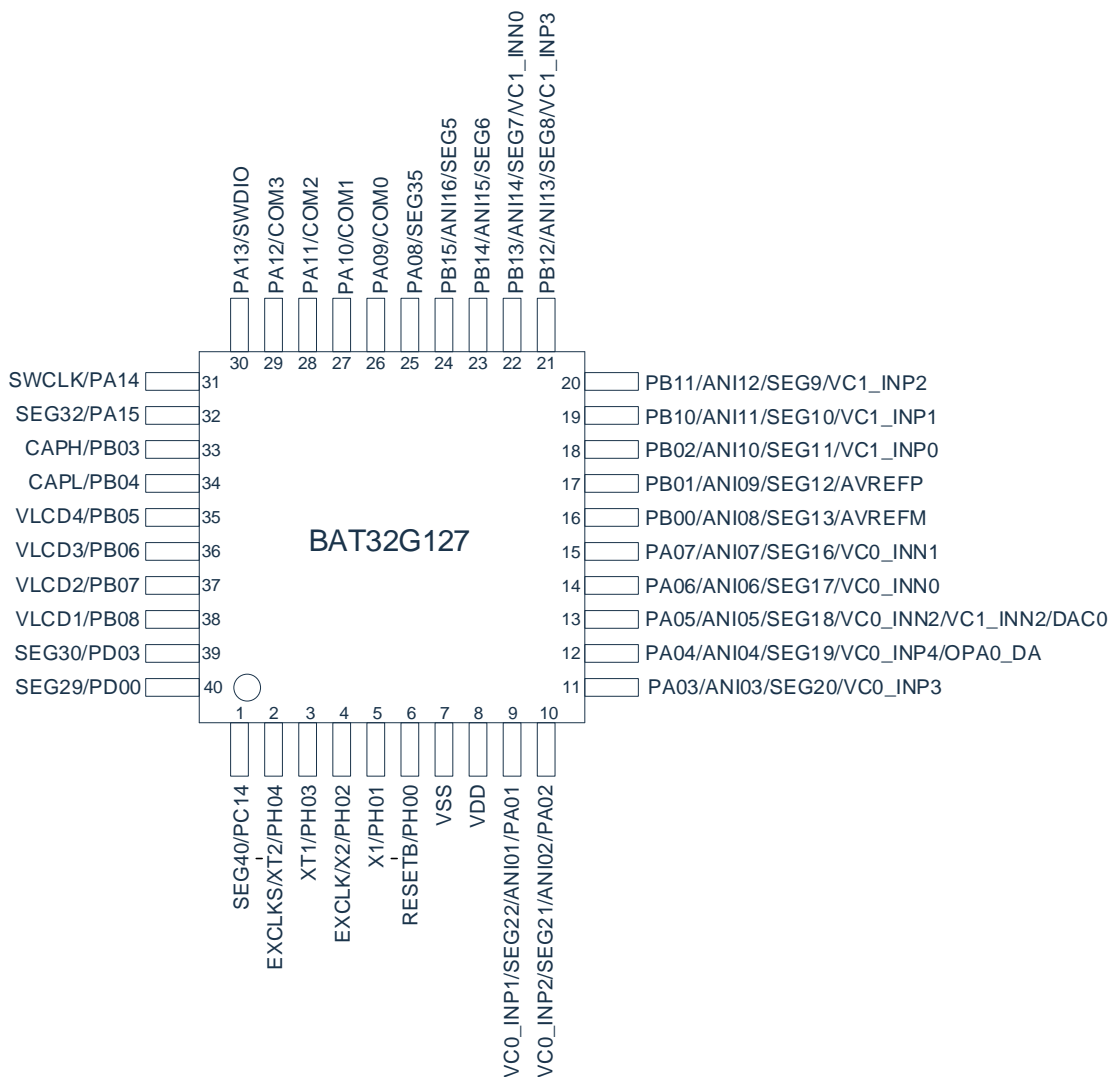 PA13/SWDIO
PA12/COM3
PA11/COM2
PA10/COM1
PA09/COM0
PA08/SEG35
PB15/ANI16/SEG5
PB14/ANI15/SEG6
PB13/ANI14/SEG7/VC1_INN0
PB12/ANI13/SEG8/VC1_INP3
30 29 28 27 26 25 24 23 22 21
SWCLK/PA14 31
SEG32/PA15 32
CAPH/PB03 33
CAPL/PB04 34
VLCD4/PB05 35
VLCD3/PB06 36
VLCD2/PB07 37
VLCD1/PB08 38
SEG30/PD03 39
SEG29/PD00 40
BAT32G127
20 PB11/ANI12/SEG9/VC1_INP2
19 PB10/ANI11/SEG10/VC1_INP1
18 PB02/ANI10/SEG11/VC1_INP0
17 PB01/ANI09/SEG12/AVREFP
16 PB00/ANI08/SEG13/AVREFM
15 PA07/ANI07/SEG16/VC0_INN1
14 PA06/ANI06/SEG17/VC0_INN0
13 PA05/ANI05/SEG18/VC0_INN2/VC1_INN2/DAC0
12 PA04/ANI04/SEG19/VC0_INP4/OPA0_DA
11 PA03/ANI03/SEG20/VC0_INP3
1 2 3 4 5 6 7 8 9 10
SEG40/PC14
EXCLKS/XT2/PH04
XT1/PH03
EXCLK/X2/PH02
X1/PH01
RESETB/PH00
VSS
VDD
VC0_INP1/SEG22/ANI01/PA01
VC0_INP2/SEG21/ANI02/PA02